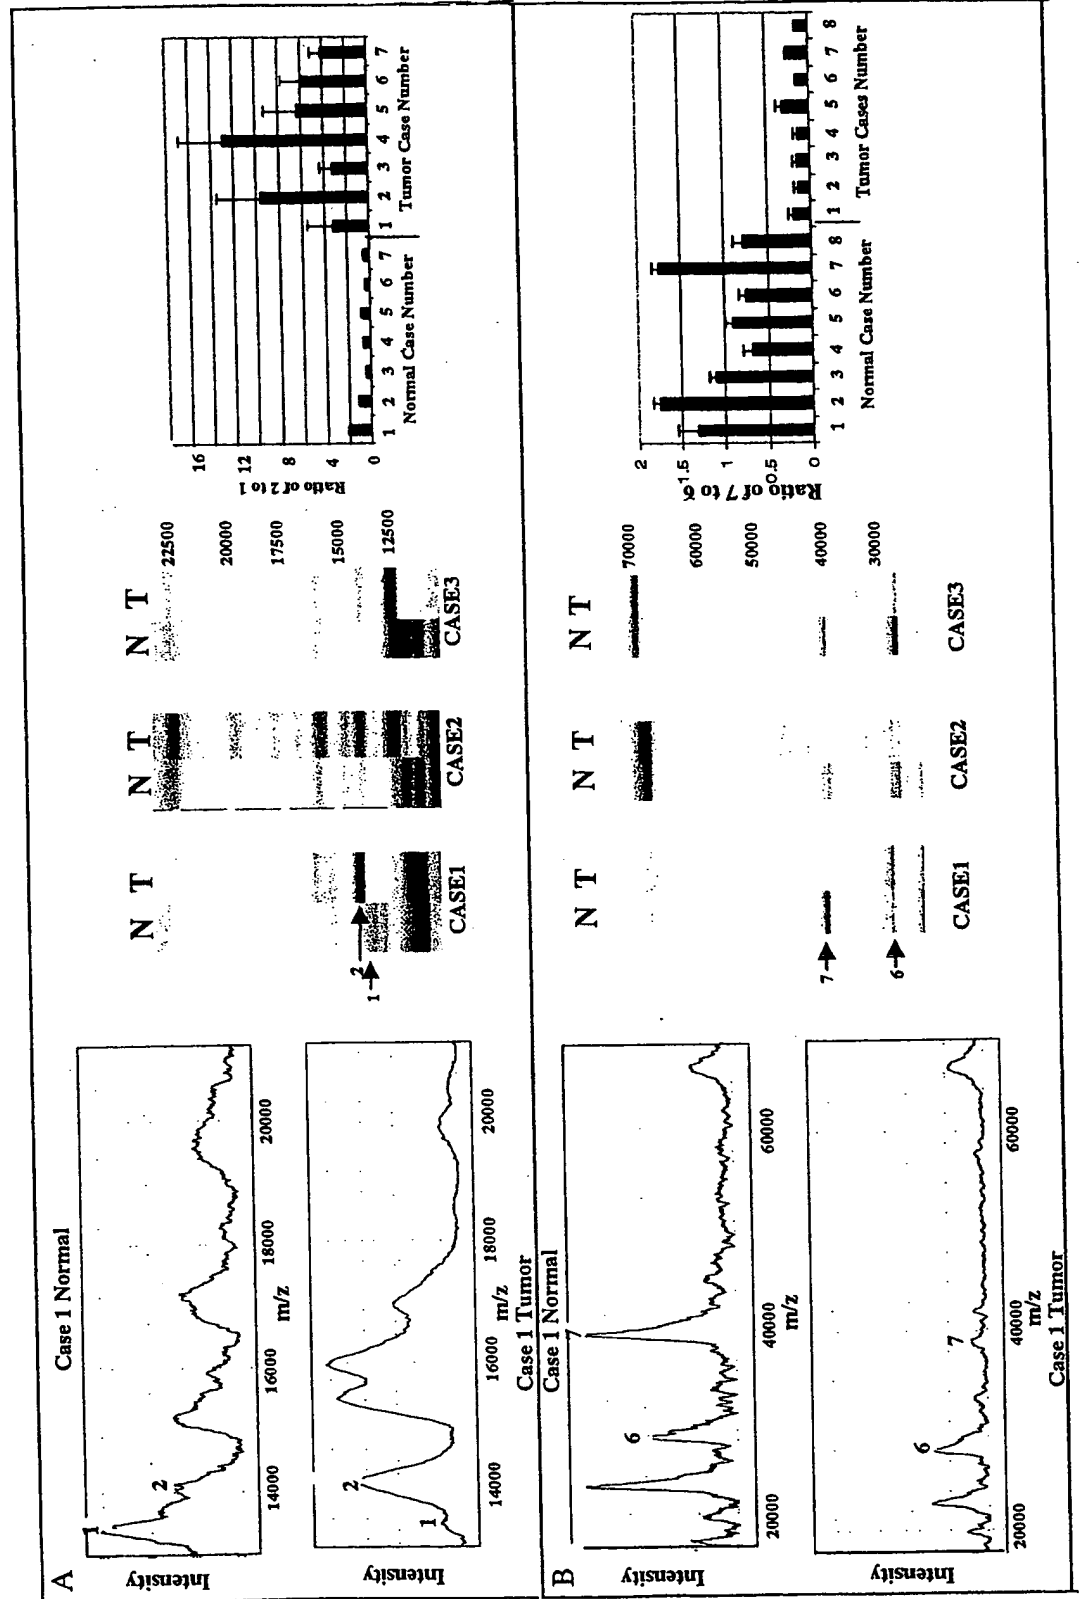 A
Case 1 Normal
Intensity
1
2
14000
16000
18000
20000
m/z
Intensity
1
2
14000
16000
18000
20000
m/z
Case 1 Tumor
N T
N T
N T
22500
20000
17500
15000
12500
1
2
CASE1
CASE2
CASE3
Ratio of 2 to 1
16
12
8
4
0
1 2 3 4 5 6 7
1 2 3 4 5 6 7
Normal Case Number
Tumor Case Number
B
Case 1 Normal
Intensity
6
7
20000
40000
60000
m/z
Intensity
6
7
20000
40000
60000
m/z
Case 1 Tumor
N T
N T
N T
70000
60000
50000
40000
30000
7
6
CASE1
CASE2
CASE3
Ratio of 7 to 6
2
1.5
1
0.5
0
1 2 3 4 5 6 7 8
1 2 3 4 5 6 7 8
Normal Case Number
Tumor Cases Number